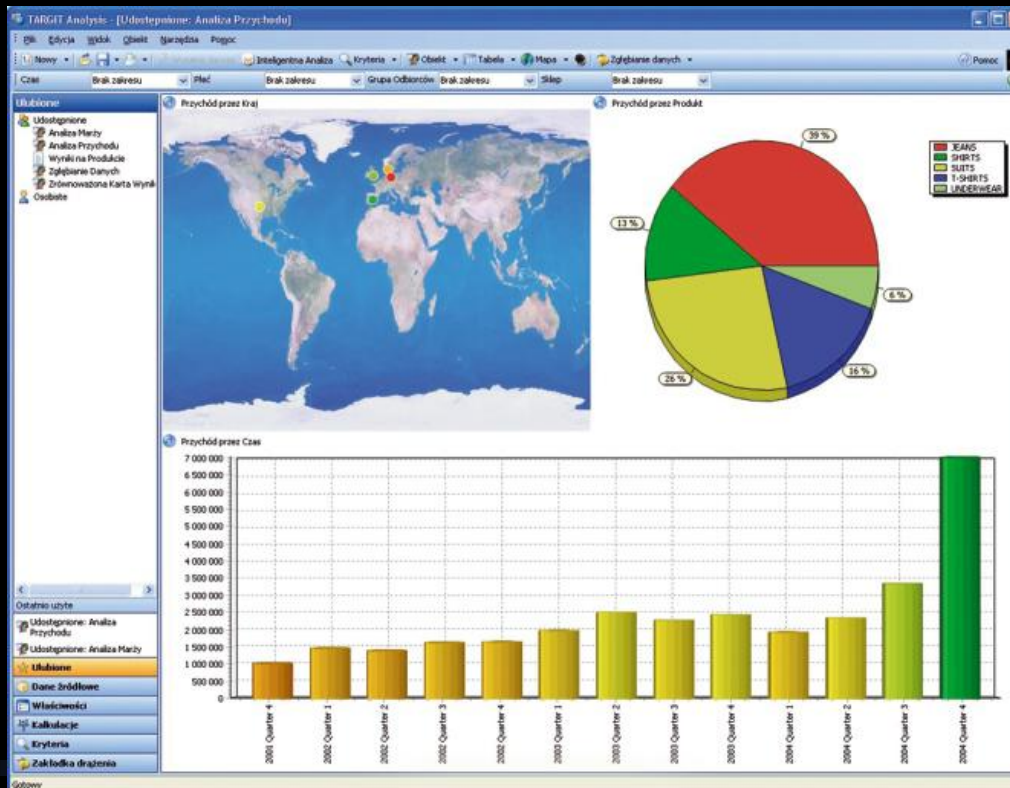 TARGIT Analysis - [Udostępnione: Analiza Przychodu]
Plik Edycja Widok Obiekt Narzędzia Pomoc
Nowy Inteligentna Analiza Kryteria Obiekt Tabela Mapa Zgłębianie danych Pomoc
Czas Brak zakresu Płeć Brak zakresu Grupa Odbiorców Brak zakresu Sklep Brak zakresu
Ulubione
Udostępnione
Analiza Marży
Analiza Przychodu
Wyniki na Produkcie
Zgłębianie Danych
Zrównoważona Karta Wynik
Osobiste
Ostatnio użyte
Udostępnione: Analiza
Przychodu
Udostępnione: Analiza Marży
Ulubione
Dane źródłowe
Właściwości
Kalkulacje
Kryteria
Zakładka drążenia
Gotowy
Przychód przez Kraj
Przychód przez Produkt
39 %
13 %
26 %
16 %
6 %
JEANS
SHIRTS
SUITS
T-SHIRTS
UNDERWEAR
Przychód przez Czas
7 000 000
6 500 000
6 000 000
5 500 000
5 000 000
4 500 000
4 000 000
3 500 000
3 000 000
2 500 000
2 000 000
1 500 000
1 000 000
500 000
0
2001 Quarter 4
2002 Quarter 1
2002 Quarter 2
2002 Quarter 3
2002 Quarter 4
2003 Quarter 1
2003 Quarter 2
2003 Quarter 3
2003 Quarter 4
2004 Quarter 1
2004 Quarter 2
2004 Quarter 3
2004 Quarter 4